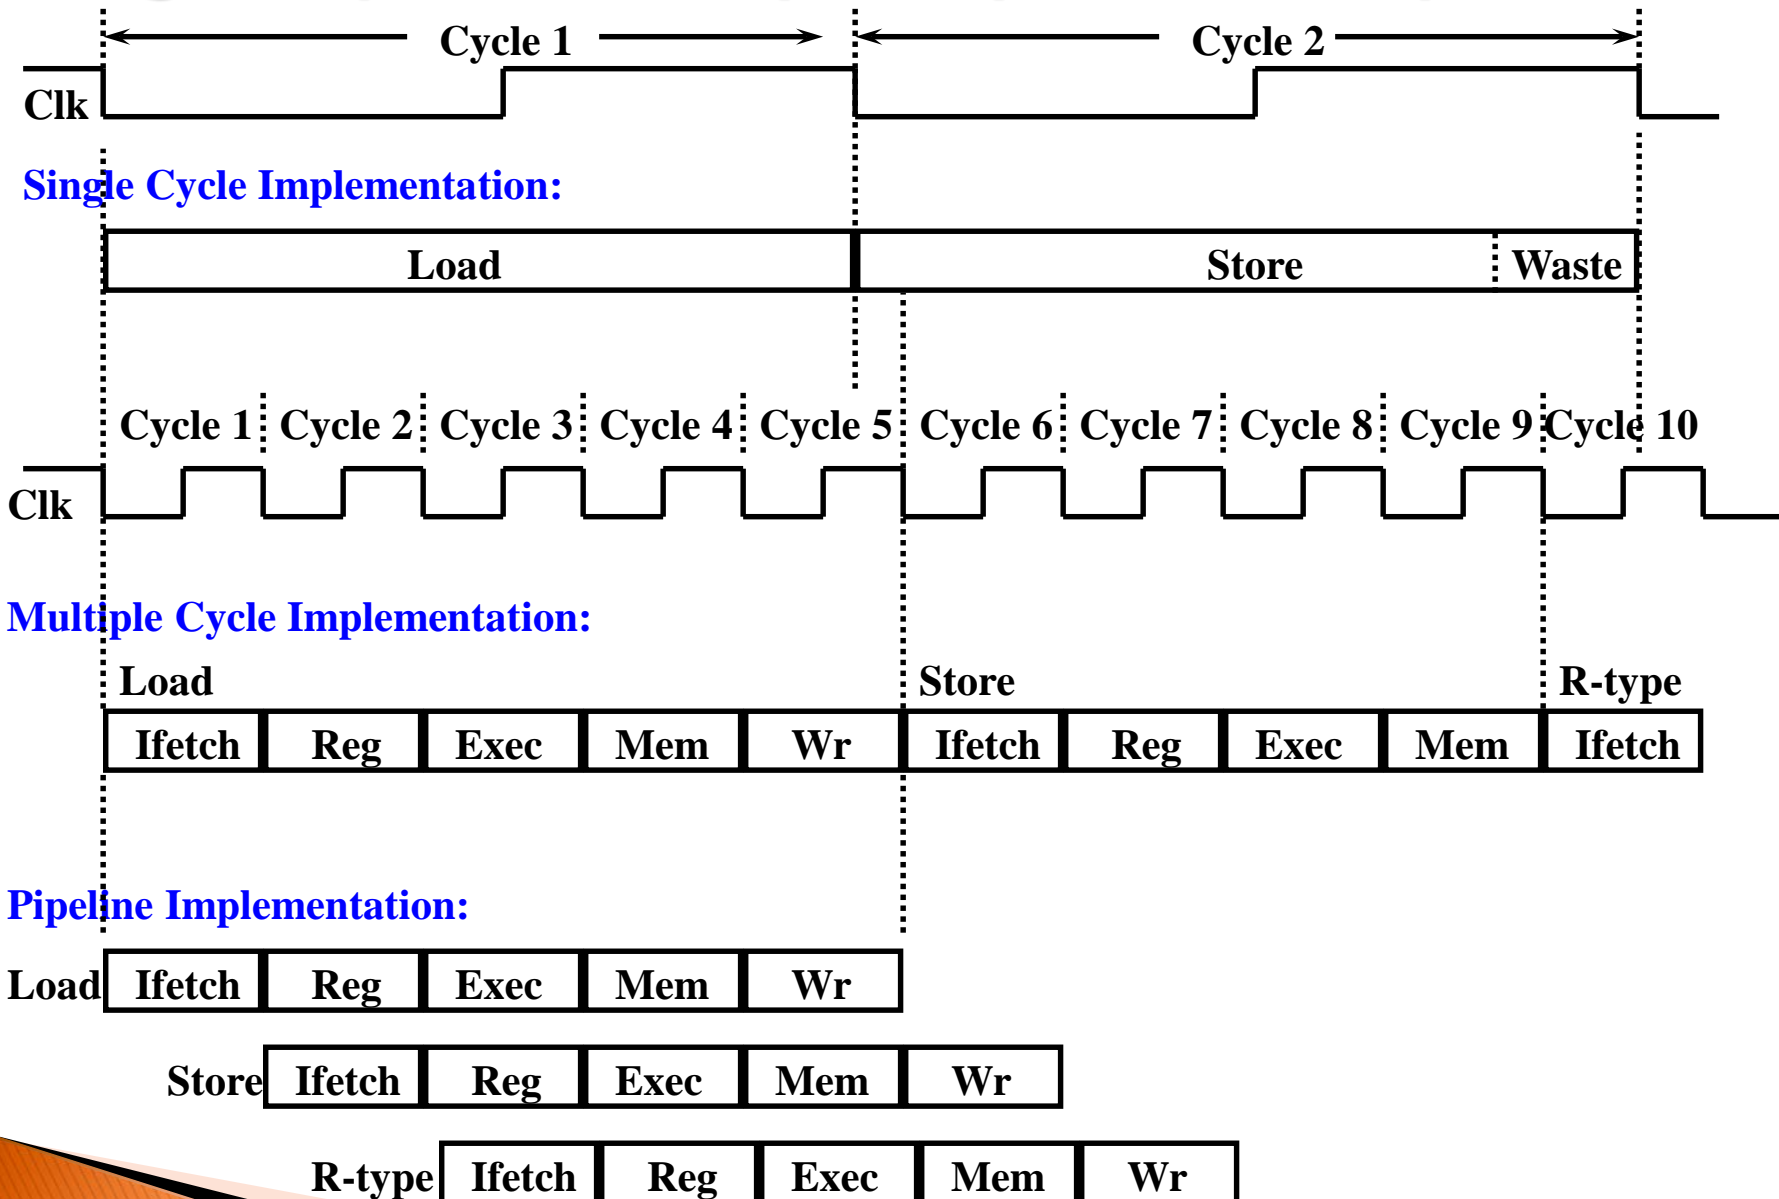 Cycle 1 Cycle 2
Clk
Single Cycle Implementation:
Load Store Waste
Cycle 1 Cycle 2 Cycle 3 Cycle 4 Cycle 5 Cycle 6 Cycle 7 Cycle 8 Cycle 9 Cycle 10
Clk
Multiple Cycle Implementation:
Load Store R-type
Ifetch Reg Exec Mem Wr Ifetch Reg Exec Mem Ifetch
Pipeline Implementation:
Load Ifetch Reg Exec Mem Wr
Store Ifetch Reg Exec Mem Wr
R-type Ifetch Reg Exec Mem Wr